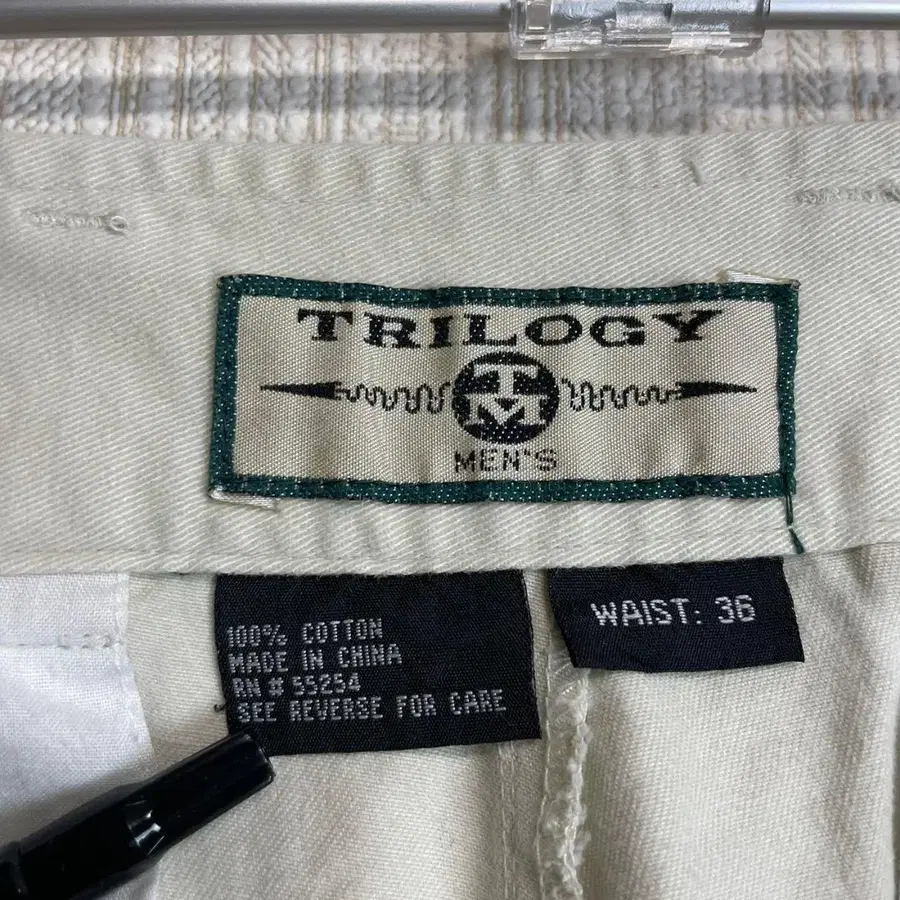 TRILOGY
TM
MEN'S
100% COTTON
MADE IN CHINA
RN # 55254
SEE REVERSE FOR CARE
WAIST: 36